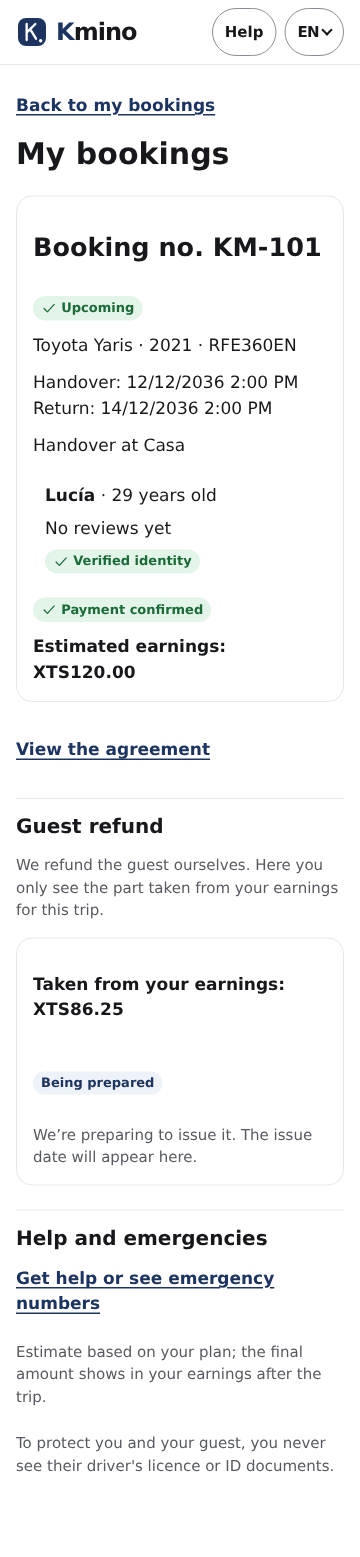 Kmino
Help
EN
Back to my bookings
My bookings
Booking no. KM-101
Upcoming
Toyota Yaris · 2021 · RFE360EN
Handover: 12/12/2036 2:00 PM
Return: 14/12/2036 2:00 PM
Handover at Casa
Lucía · 29 years old
No reviews yet
Verified identity
Payment confirmed
Estimated earnings:
XTS120.00
View the agreement
Guest refund
We refund the guest ourselves. Here you
only see the part taken from your earnings
for this trip.
Taken from your earnings:
XTS86.25
Being prepared
We’re preparing to issue it. The issue
date will appear here.
Help and emergencies
Get help or see emergency
numbers
Estimate based on your plan; the final
amount shows in your earnings after the
trip.
To protect you and your guest, you never
see their driver's licence or ID documents.